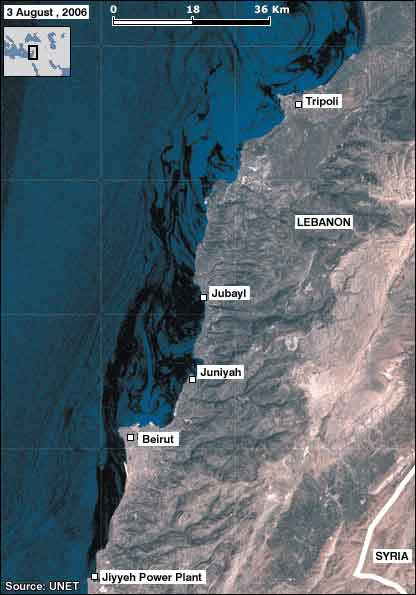 3 August , 2006
0 18 36 Km
Tripoli
LEBANON
Jubayl
Juniyah
Beirut
SYRIA
Jiyyeh Power Plant
Source: UNET